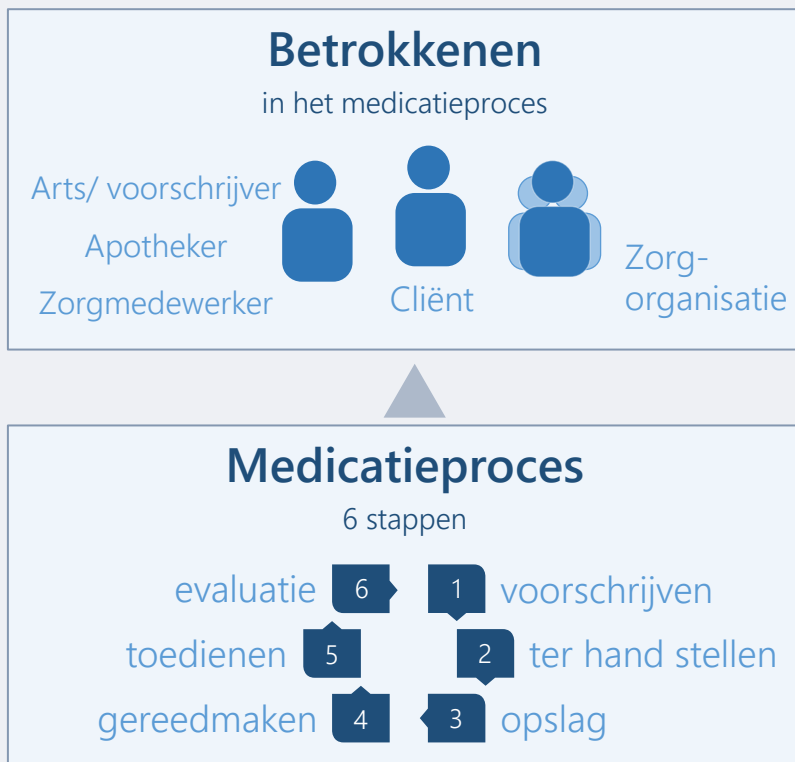 Betrokkenen
in het medicatieproces
Arts/ voorschrijver
Apotheker
Zorgmedewerker
Cliënt
Zorg-
organisatie
Medicatieproces
6 stappen
evaluatie 6 1 voorschrijven
toedienen 5 2 ter hand stellen
gereedmaken 4 3 opslag